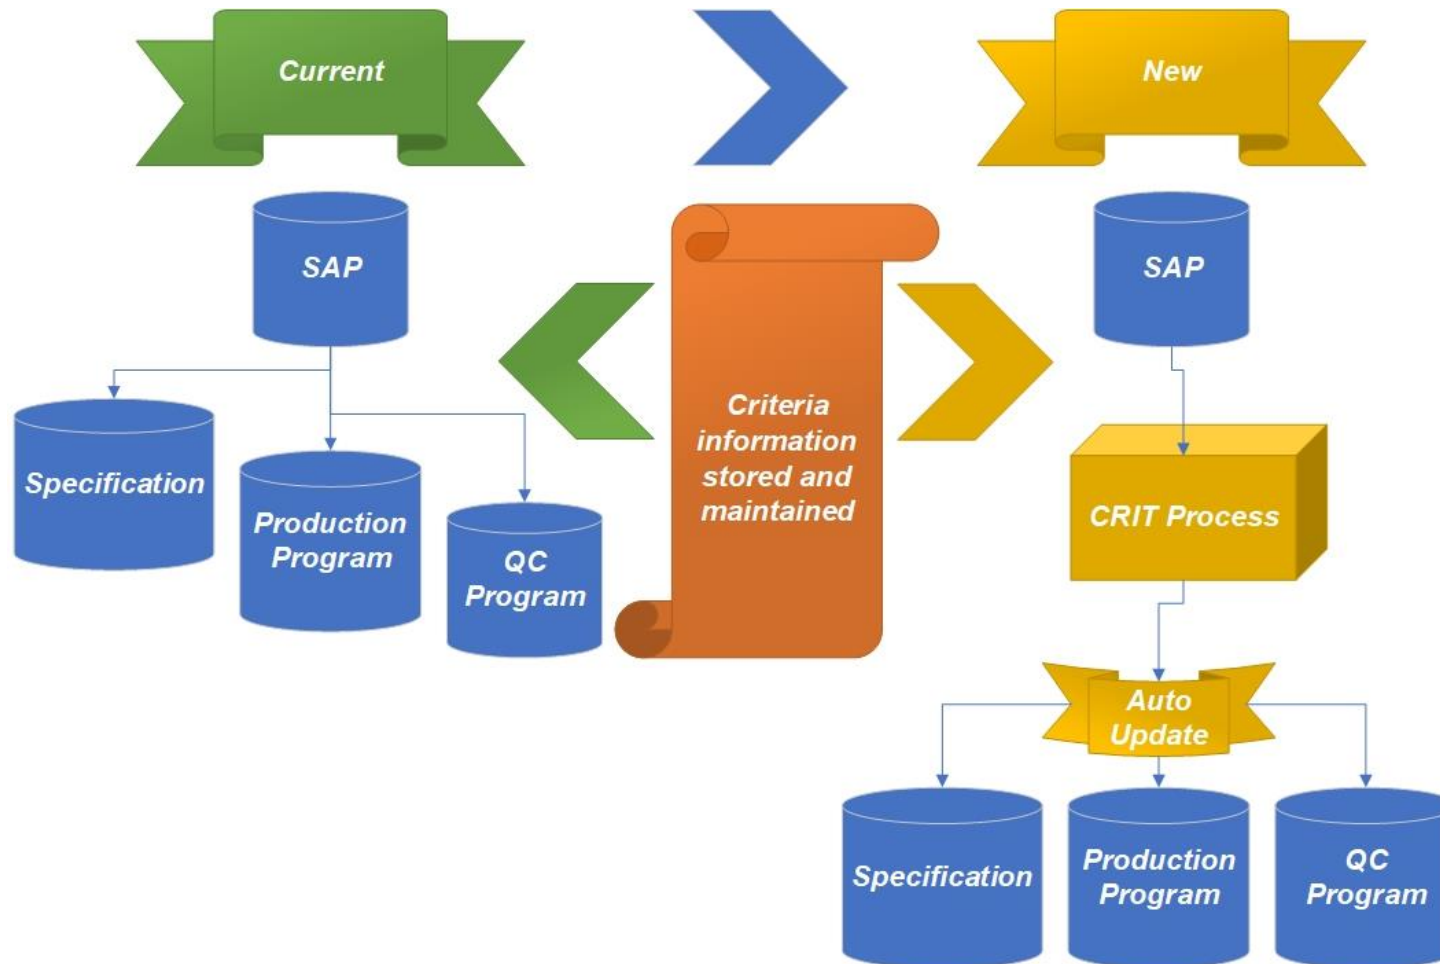 Current
New
SAP
SAP
Specification
Production
Program
QC
Program
Criteria
information
stored and
maintained
CRIT Process
Auto
Update
Specification
Production
Program
QC
Program